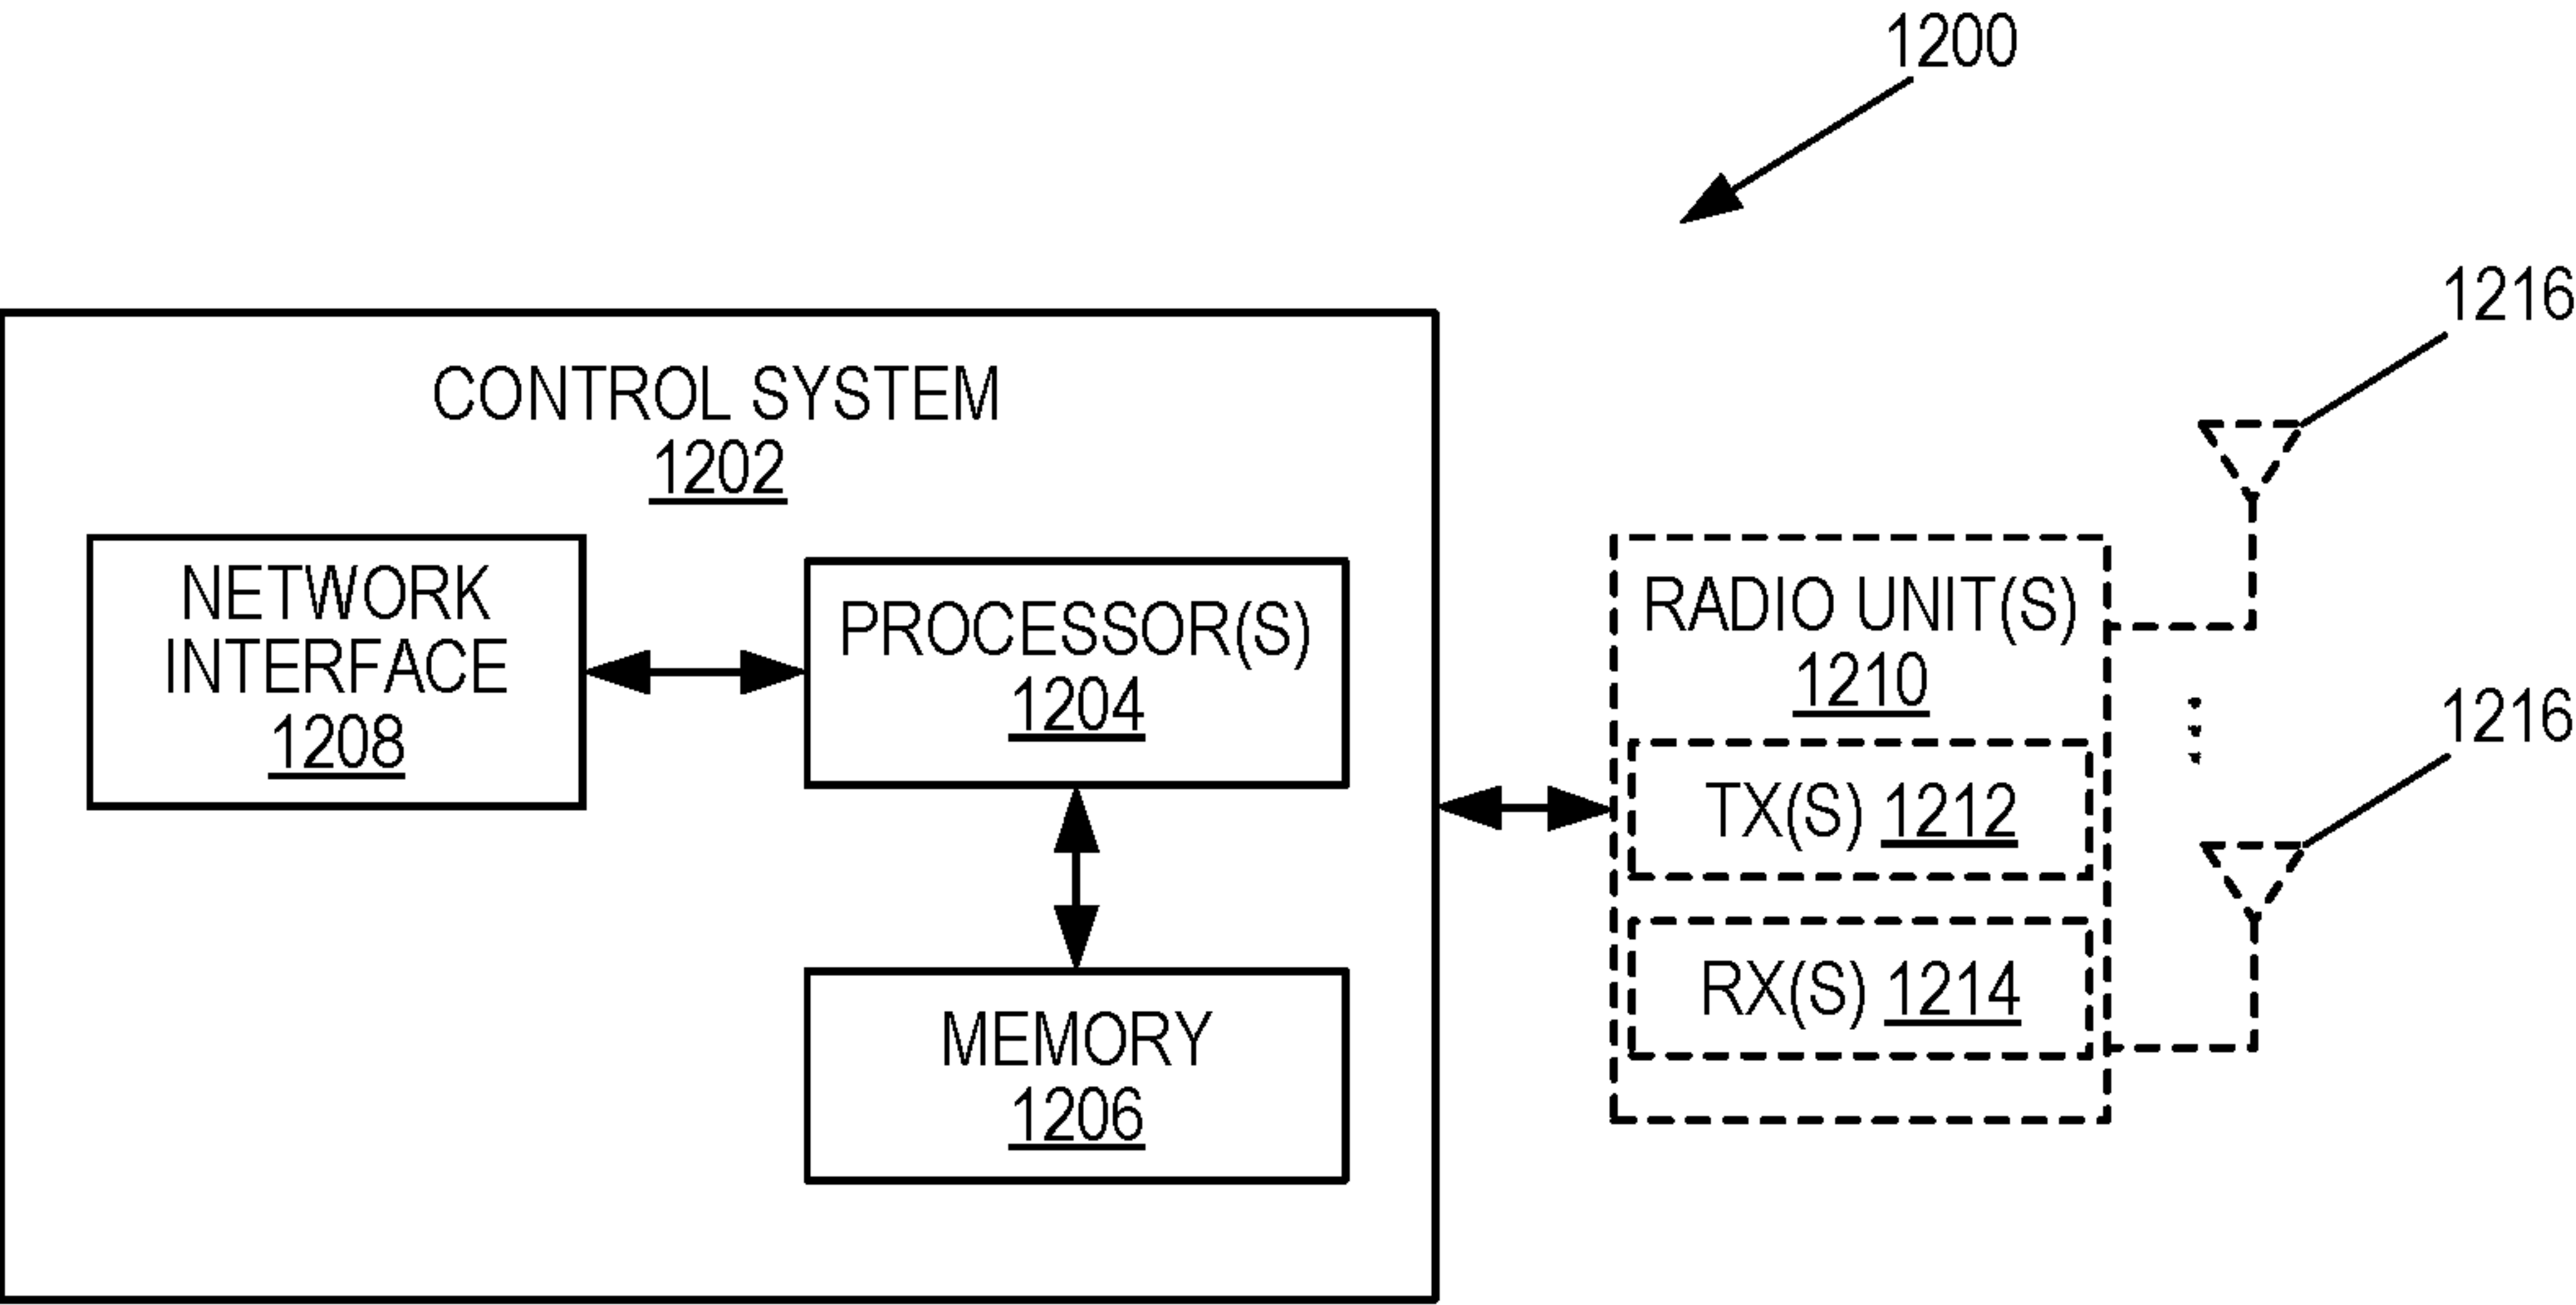 1200
1216
CONTROL SYSTEM
1202
NETWORK
INTERFACE
1208
PROCESSOR(S)
1204
MEMORY
1206
RADIO UNIT(S)
1210
TX(S) 1212
RX(S) 1214
1216